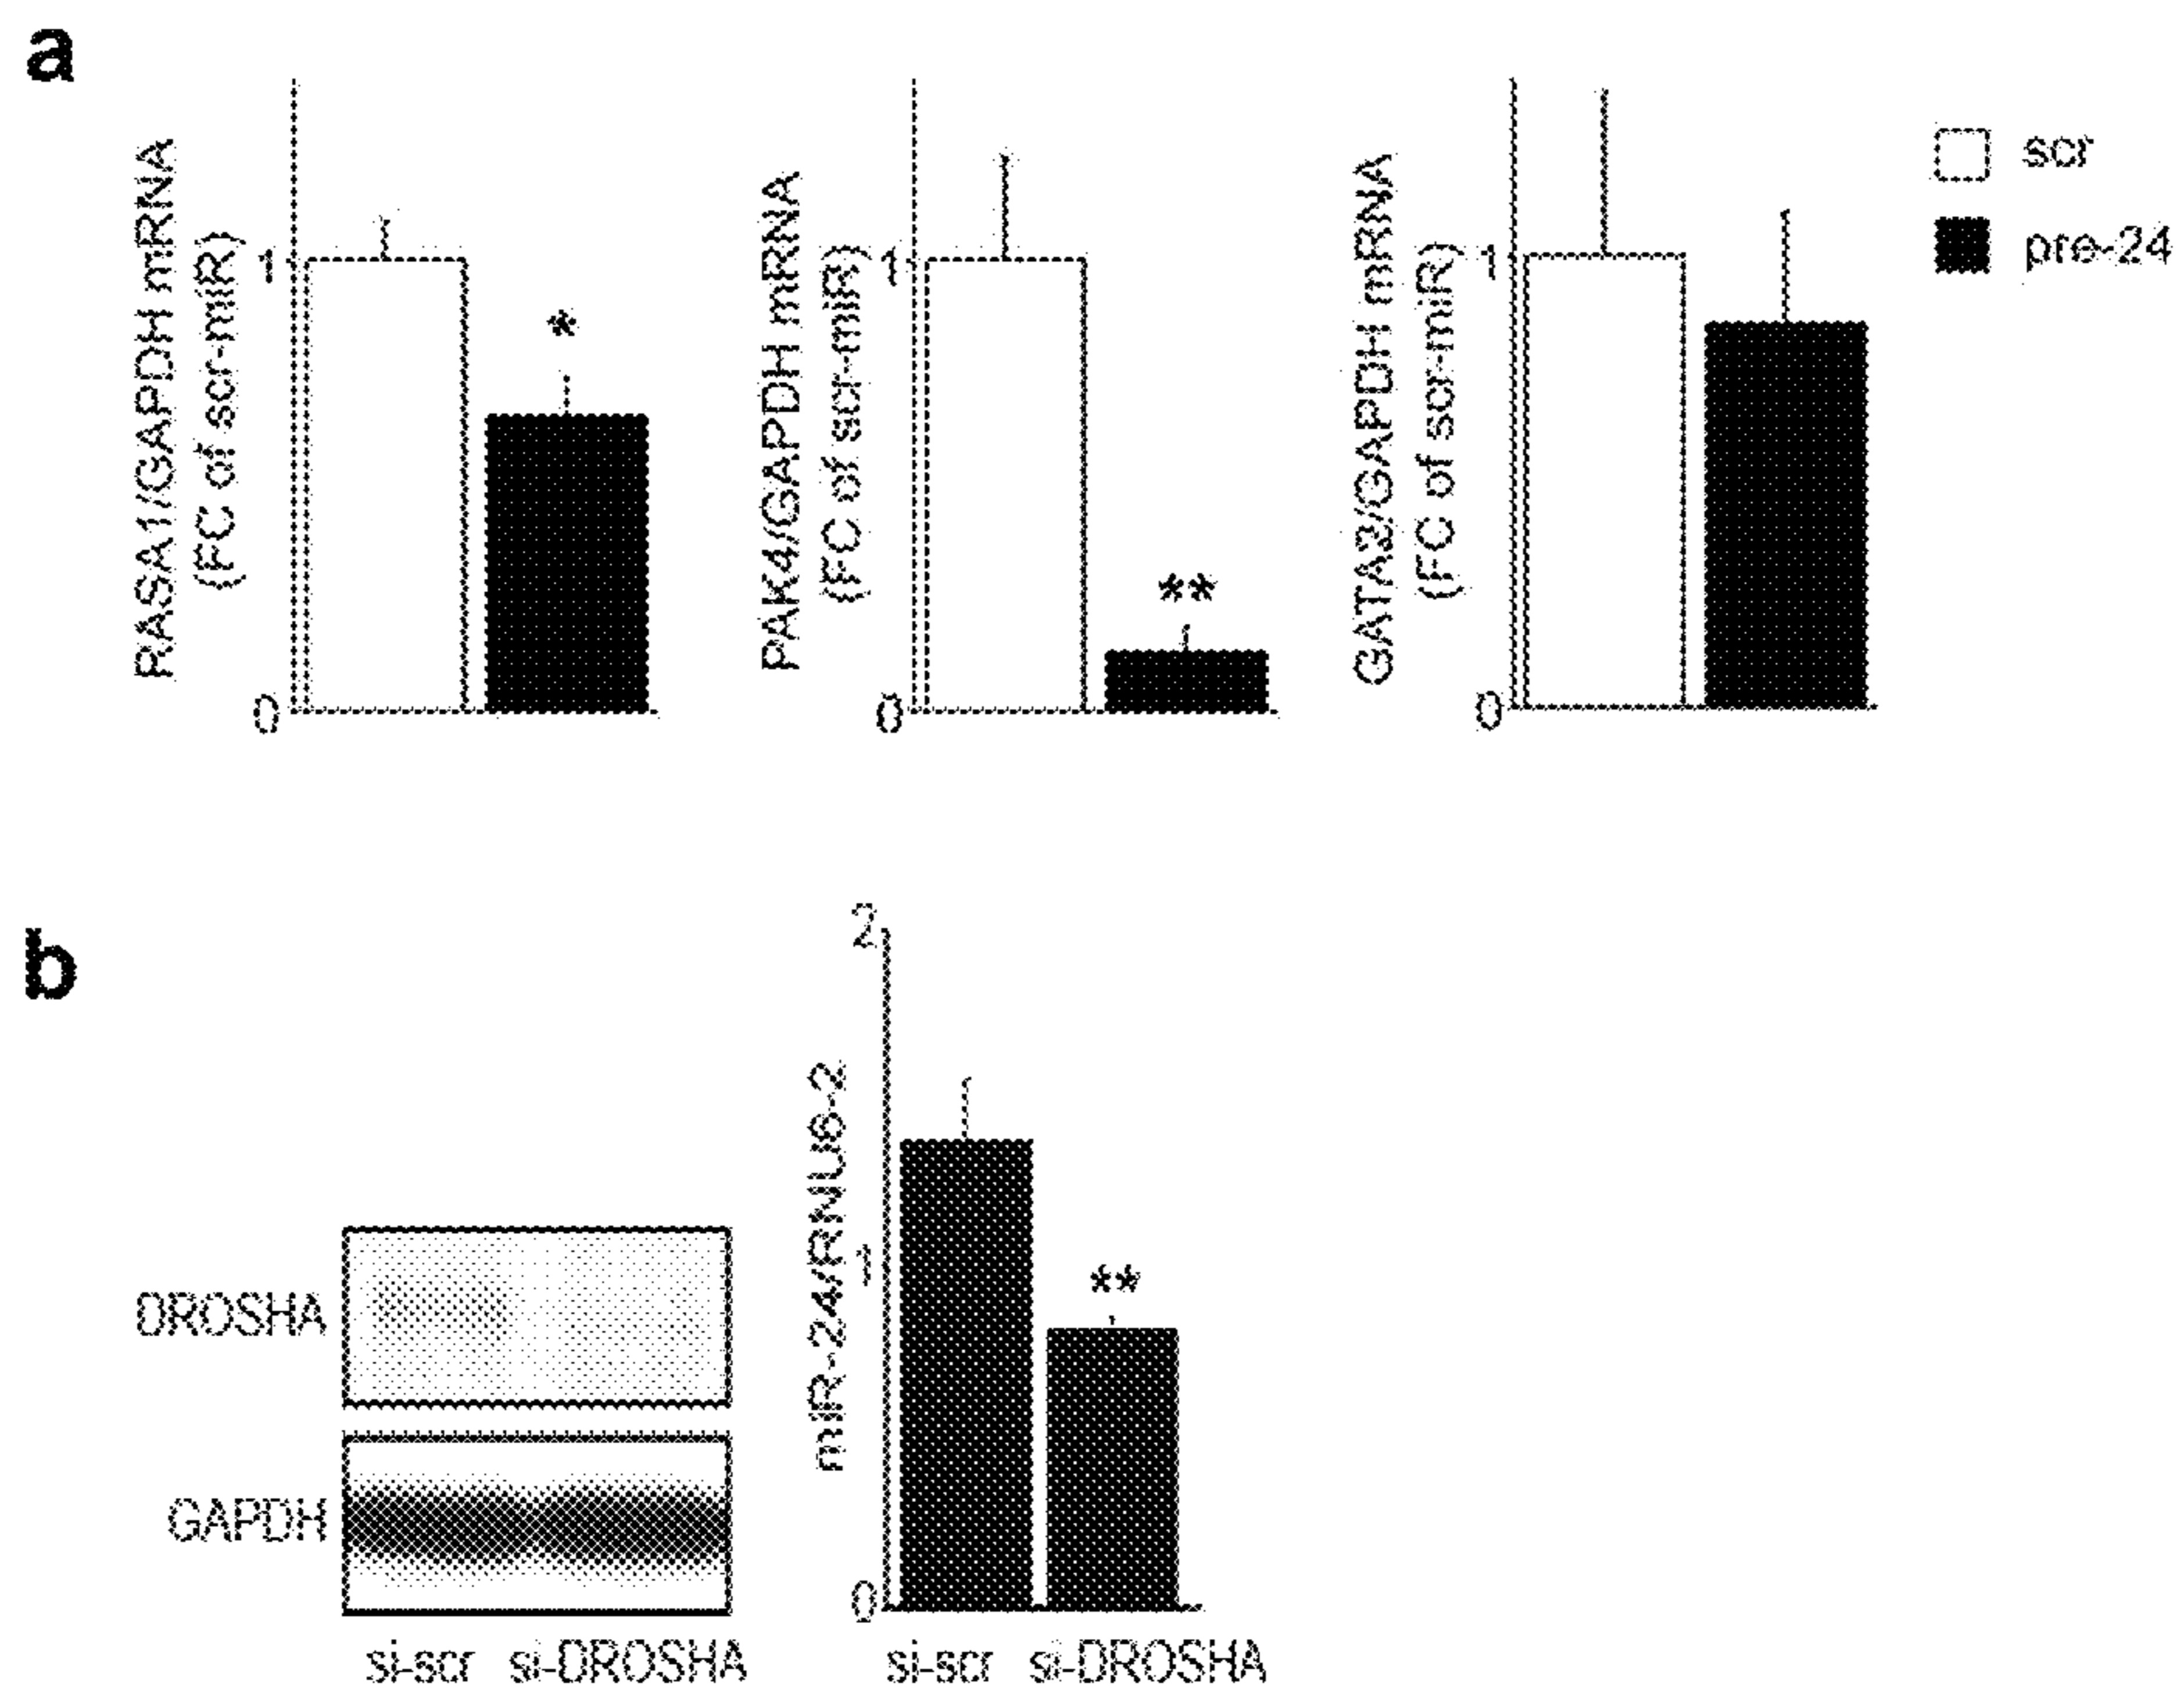 a
RASA1/GAPDH mRNA
(FC of scr-miR)
1
0
*
PAK4/GAPDH mRNA
(FC of scr-miR)
1
0
**
GATA2/GAPDH mRNA
(FC of scr-miR)
1
0
scr
pre-24
b
DROSHA
GAPDH
si-scr si-DROSHA
miR-24/RNU6-2
2
1
0
**
si-scr si-DROSHA